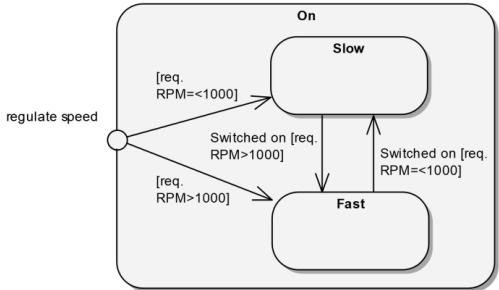 On
Slow
[req.
RPM=<1000]
regulate speed
Switched on [req.
RPM>1000]
Switched on [req.
RPM=<1000]
[req.
RPM>1000]
Fast